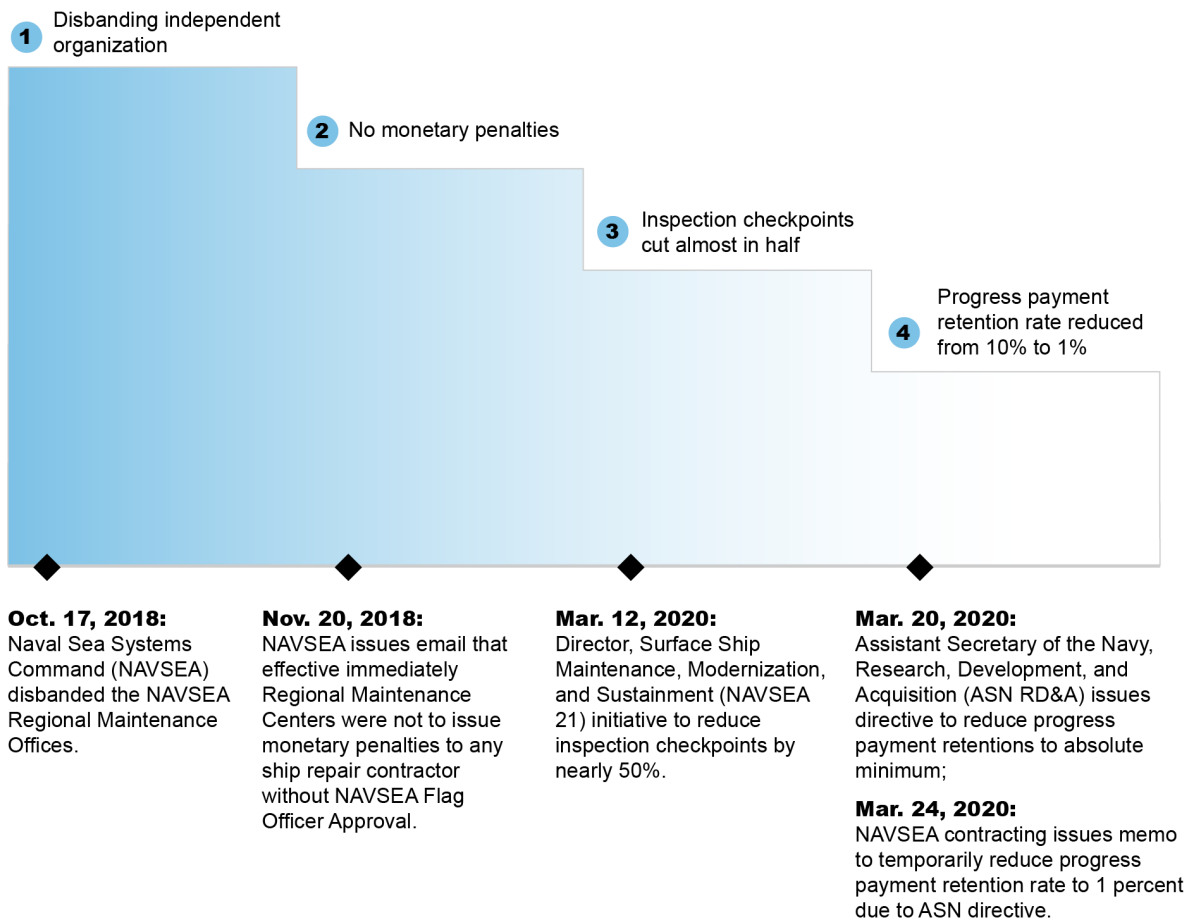 1
Disbanding independent
organization
2
No monetary penalties
3
Inspection checkpoints
cut almost in half
4
Progress payment
retention rate reduced
from 10% to 1%
Oct. 17, 2018:
Naval Sea Systems
Command (NAVSEA)
disbanded the NAVSEA
Regional Maintenance
Offices.
Nov. 20, 2018:
NAVSEA issues email that
effective immediately
Regional Maintenance
Centers were not to issue
monetary penalties to any
ship repair contractor
without NAVSEA Flag
Officer Approval.
Mar. 12, 2020:
Director, Surface Ship
Maintenance, Modernization,
and Sustainment (NAVSEA
21) initiative to reduce
inspection checkpoints by
nearly 50%.
Mar. 20, 2020:
Assistant Secretary of the Navy,
Research, Development, and
Acquisition (ASN RD&A) issues
directive to reduce progress
payment retentions to absolute
minimum;
Mar. 24, 2020:
NAVSEA contracting issues memo
to temporarily reduce progress
payment retention rate to 1 percent
due to ASN directive.